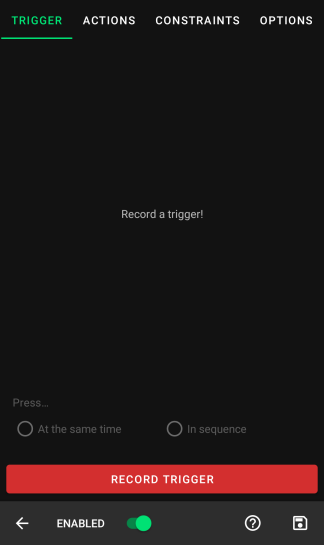 TRIGGER ACTIONS CONSTRAINTS OPTIONS
Record a trigger!
Press...
At the same time In sequence
RECORD TRIGGER
ENABLED